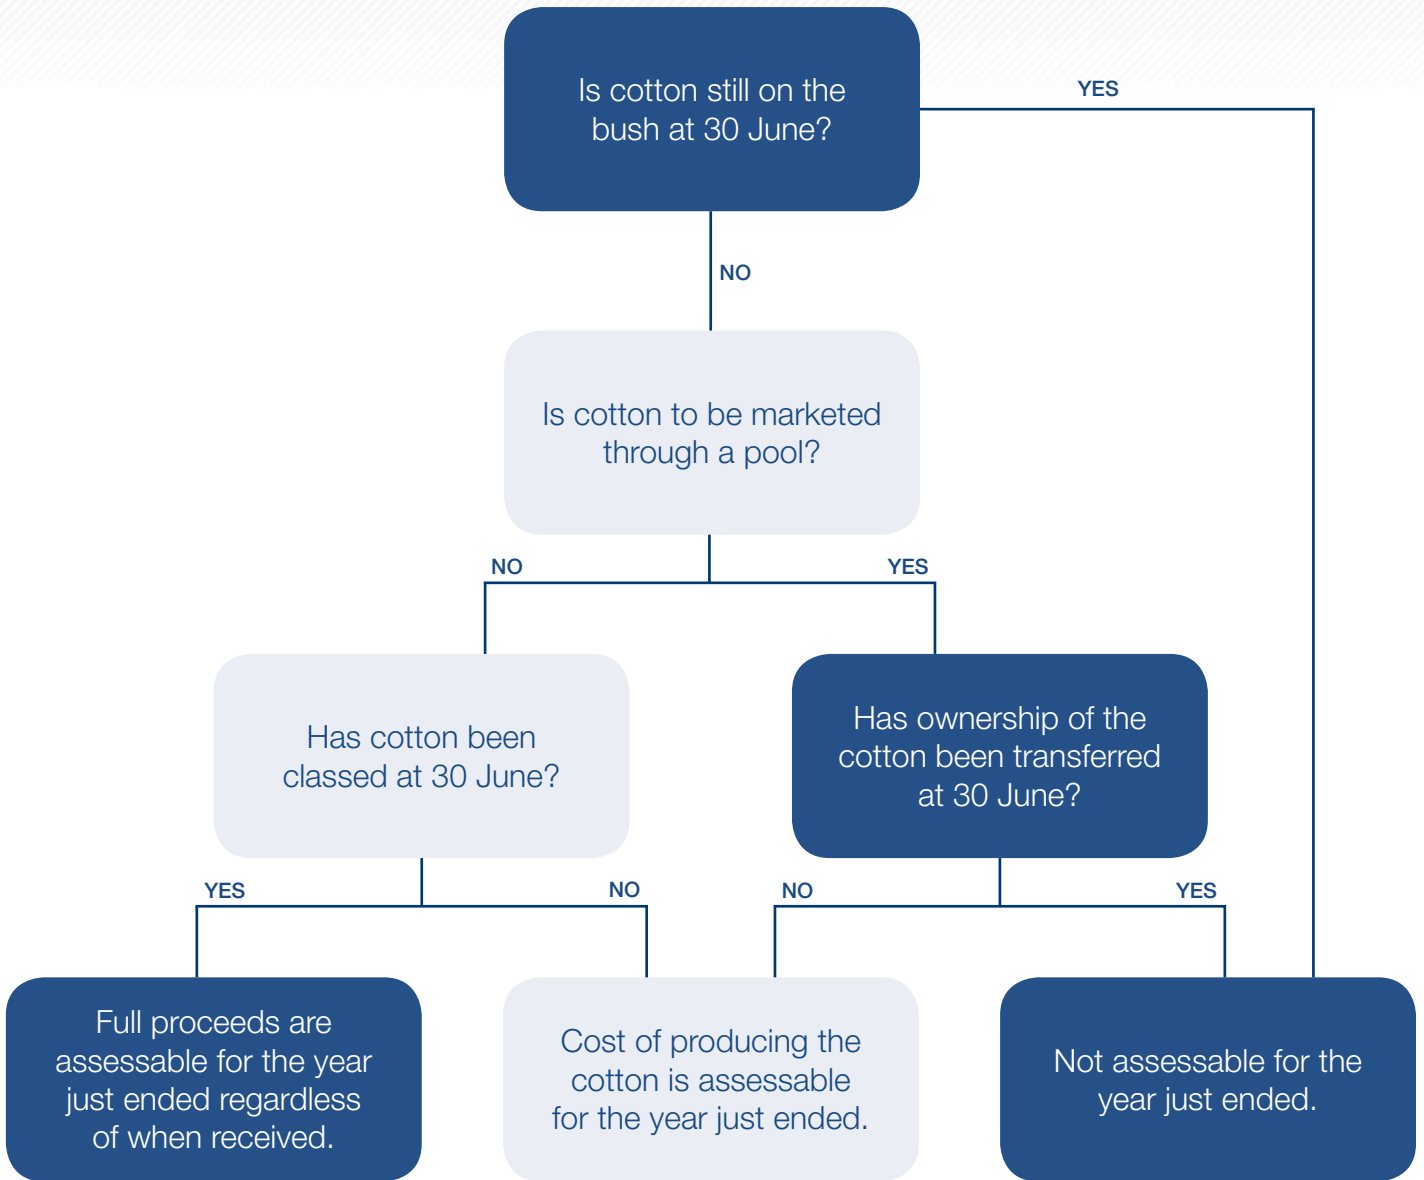 Is cotton still on the
bush at 30 June?
YES
NO
Is cotton to be marketed
through a pool?
NO
YES
Has cotton been
classed at 30 June?
Has ownership of the
cotton been transferred
at 30 June?
YES
NO
NO
YES
Full proceeds are
assessable for the year
just ended regardless
of when received.
Cost of producing the
cotton is assessable
for the year just ended.
Not assessable for the
year just ended.